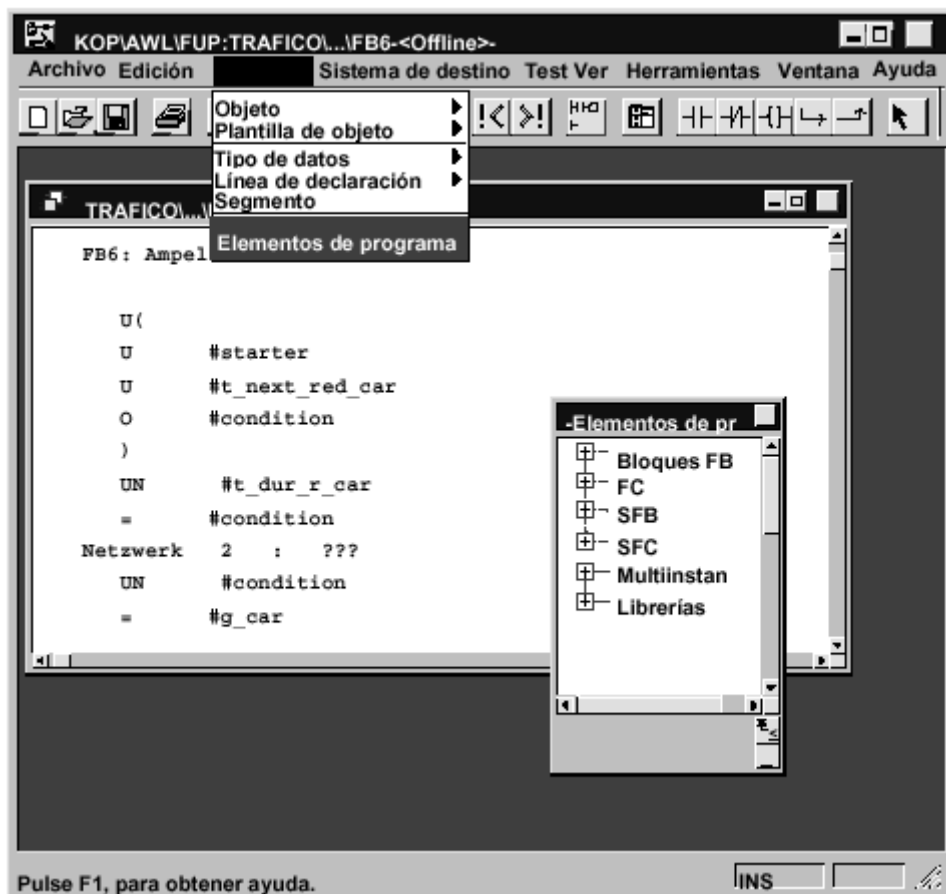 KOP\AWL\FUP:TRAFICO\...\FB6-<Offline>-
Archivo Edición Sistema de destino Test Ver Herramientas Ventana Ayuda
Objeto
Plantilla de objeto
Tipo de datos
Línea de declaración
Segmento
Elementos de programa
TRAFICO\...\
FB6: Ampel
U(
U #starter
U #t_next_red_car
O #condition
)
UN #t_dur_r_car
= #condition
Netzwerk 2 : ???
UN #condition
= #g_car
-Elementos de pr
Bloques FB
FC
SFB
SFC
Multiinstan
Librerías
Pulse F1, para obtener ayuda.
INS